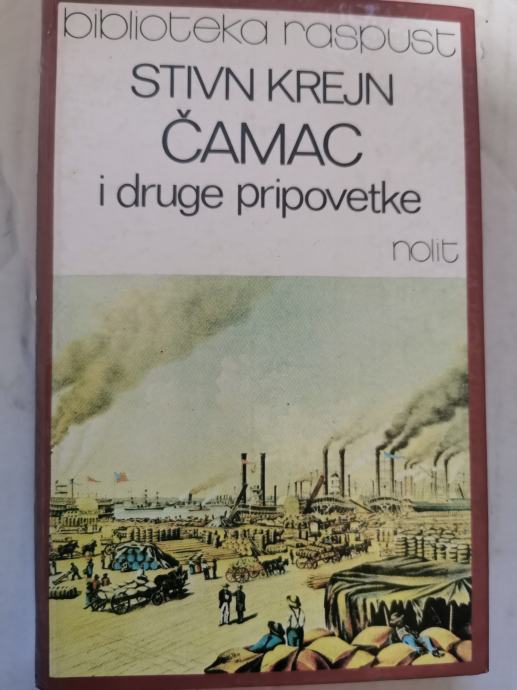 biblioteka raspust
STIVN KREJN
ČAMAC
i druge pripovetke
nolit